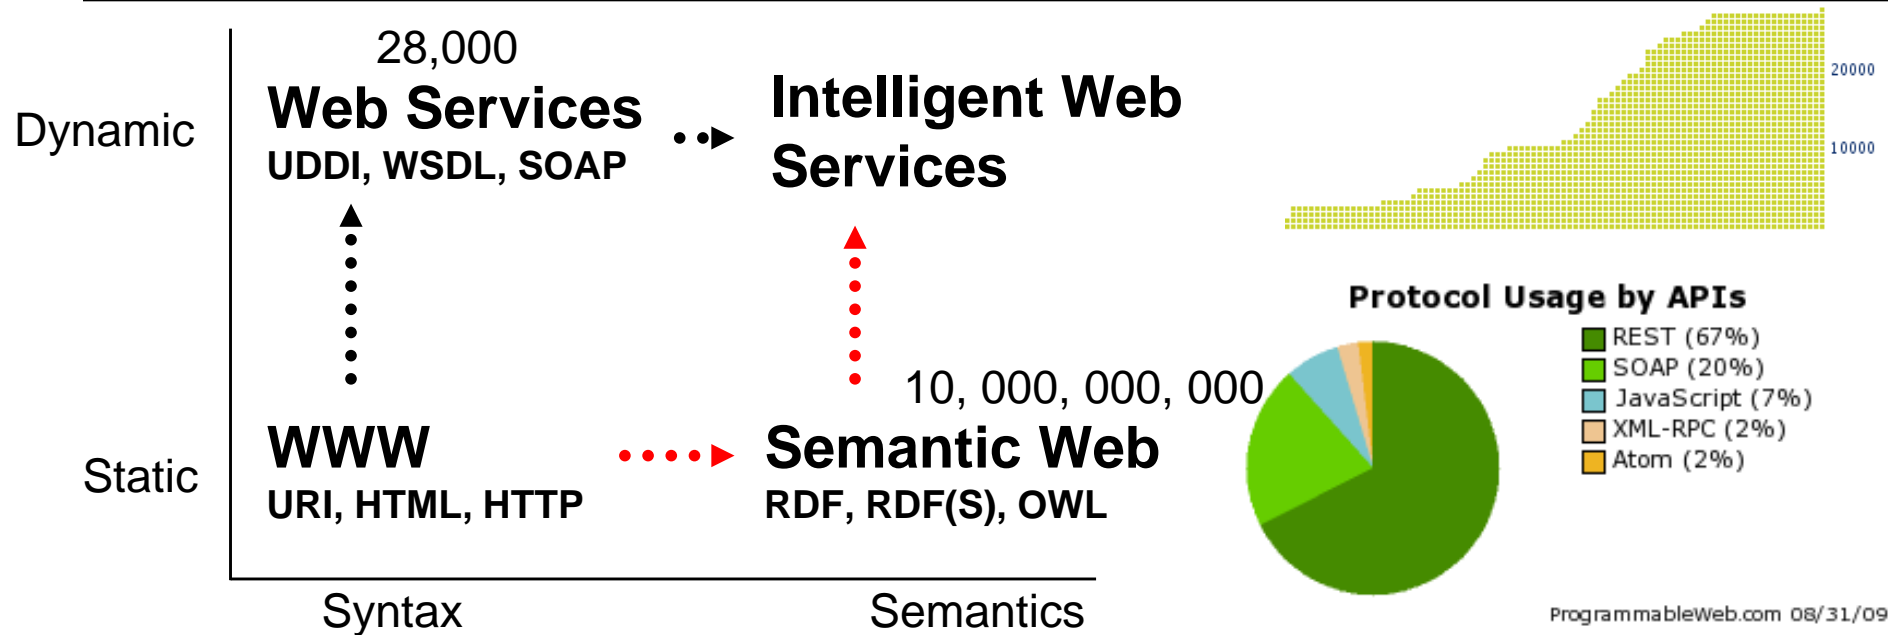 28,000
Dynamic
Web Services
UDDI, WSDL, SOAP
Intelligent Web
Services
10, 000, 000, 000
Static
WWW
URI, HTML, HTTP
Semantic Web
RDF, RDF(S), OWL
Syntax
Semantics
20000
10000
Protocol Usage by APIs
REST (67%)
SOAP (20%)
JavaScript (7%)
XML-RPC (2%)
Atom (2%)
ProgrammableWeb.com 08/31/09